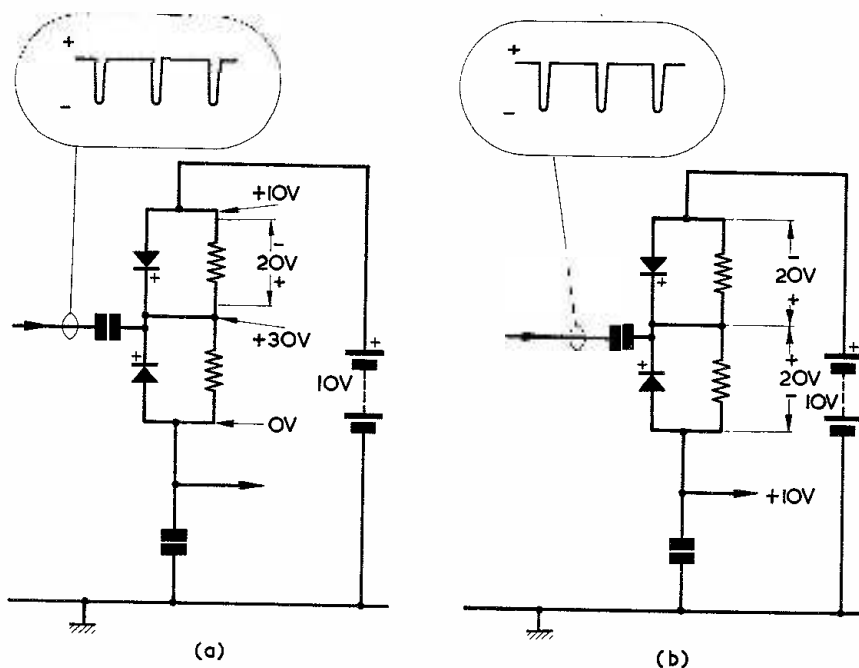 +
−
+
−
+10V
−
20V
+
+
+30V
+
+
10V
0V
(a)
+
−
20V
+
+
+
+
20V
−
10V
+10V
(b)